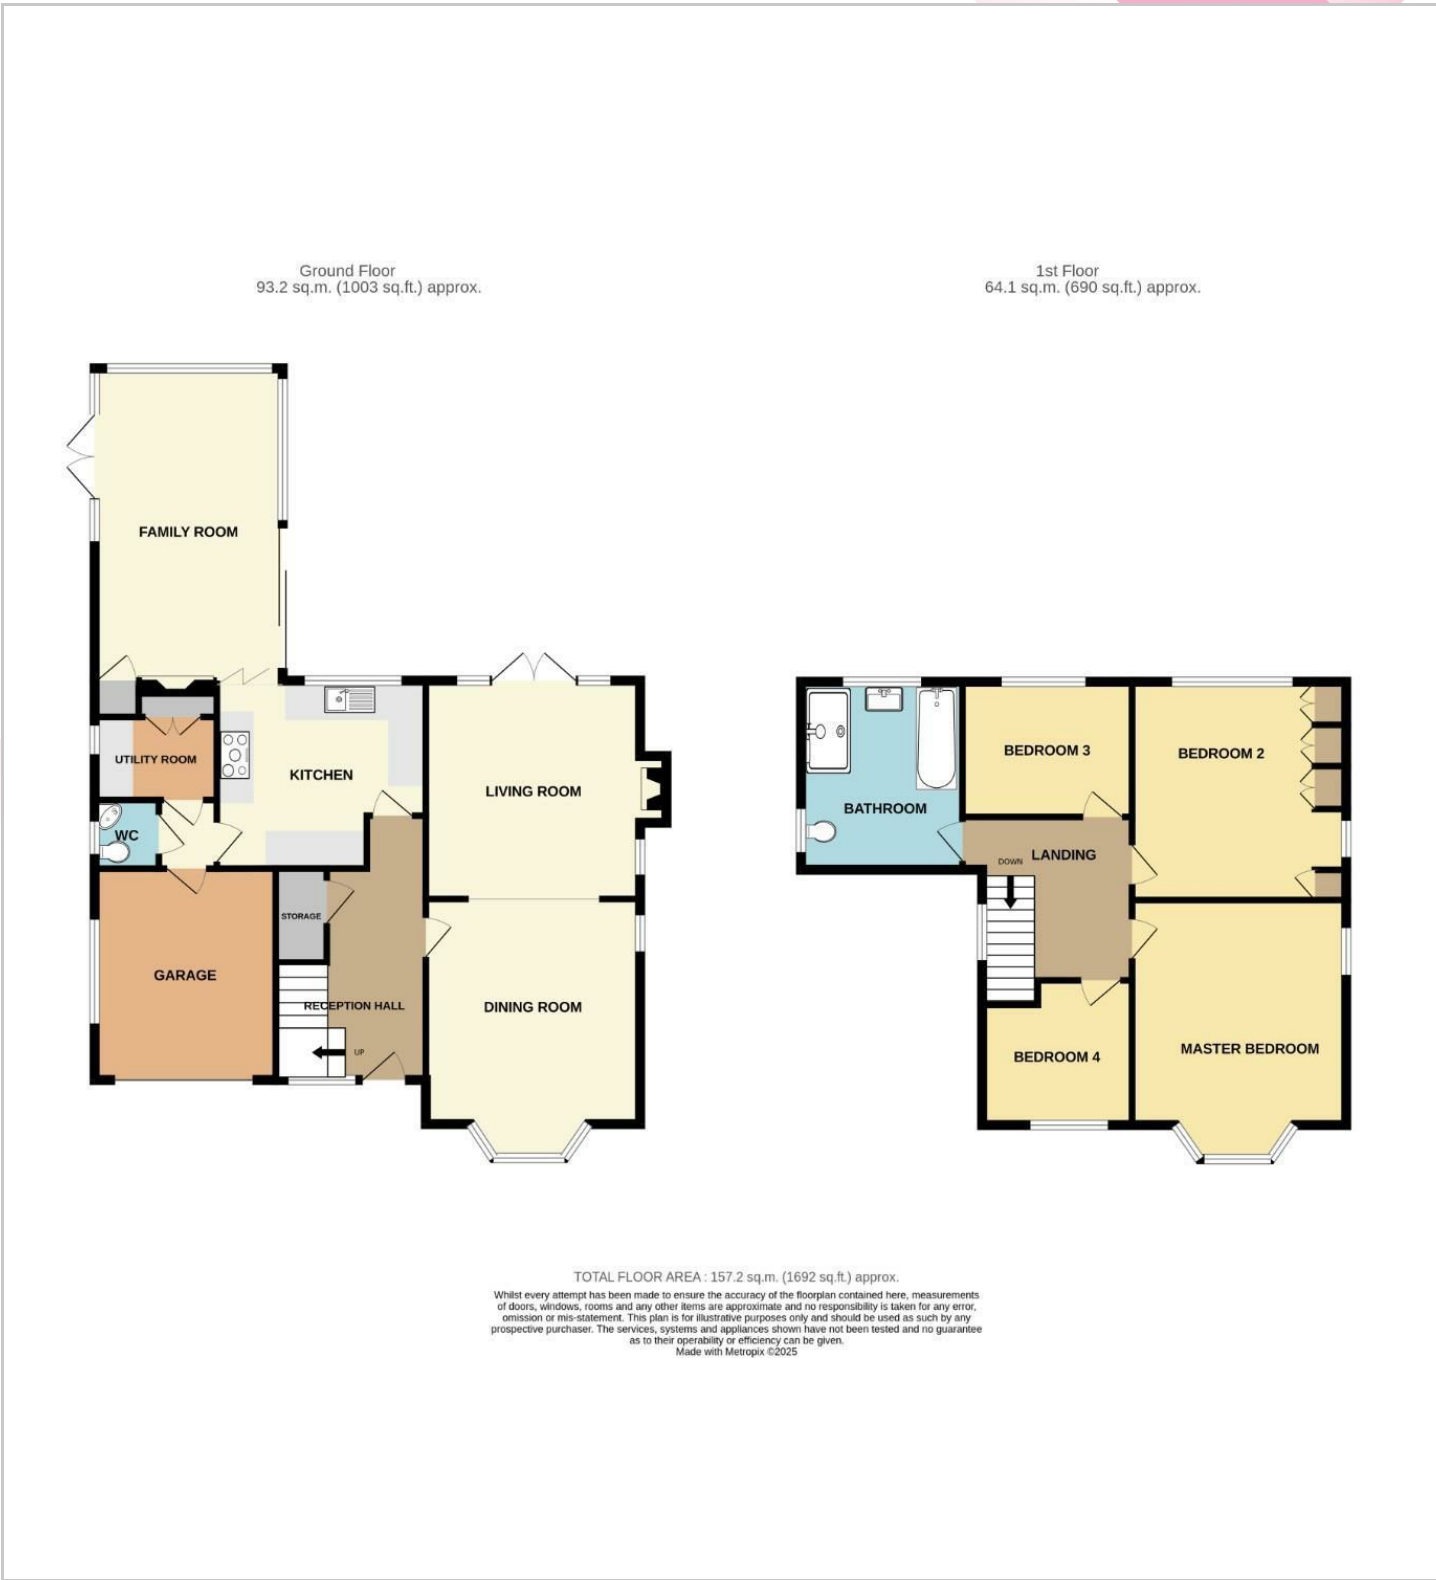 Ground Floor
93.2 sq.m. (1003 sq.ft.) approx.
1st Floor
64.1 sq.m. (690 sq.ft.) approx.
FAMILY ROOM
UTILITY ROOM
KITCHEN
LIVING ROOM
WC
STORAGE
GARAGE
RECEPTION HALL
DINING ROOM
UP
BEDROOM 3
BEDROOM 2
BATHROOM
LANDING
DOWN
BEDROOM 4
MASTER BEDROOM
TOTAL FLOOR AREA : 157.2 sq.m. (1692 sq.ft.) approx.
Whilst every attempt has been made to ensure the accuracy of the floorplan contained here, measurements
of doors, windows, rooms and any other items are approximate and no responsibility is taken for any error,
omission or mis-statement. This plan is for illustrative purposes only and should be used as such by any
prospective purchaser. The services, systems and appliances shown have not been tested and no guarantee
as to their operability or efficiency can be given.
Made with Metropix ©2025